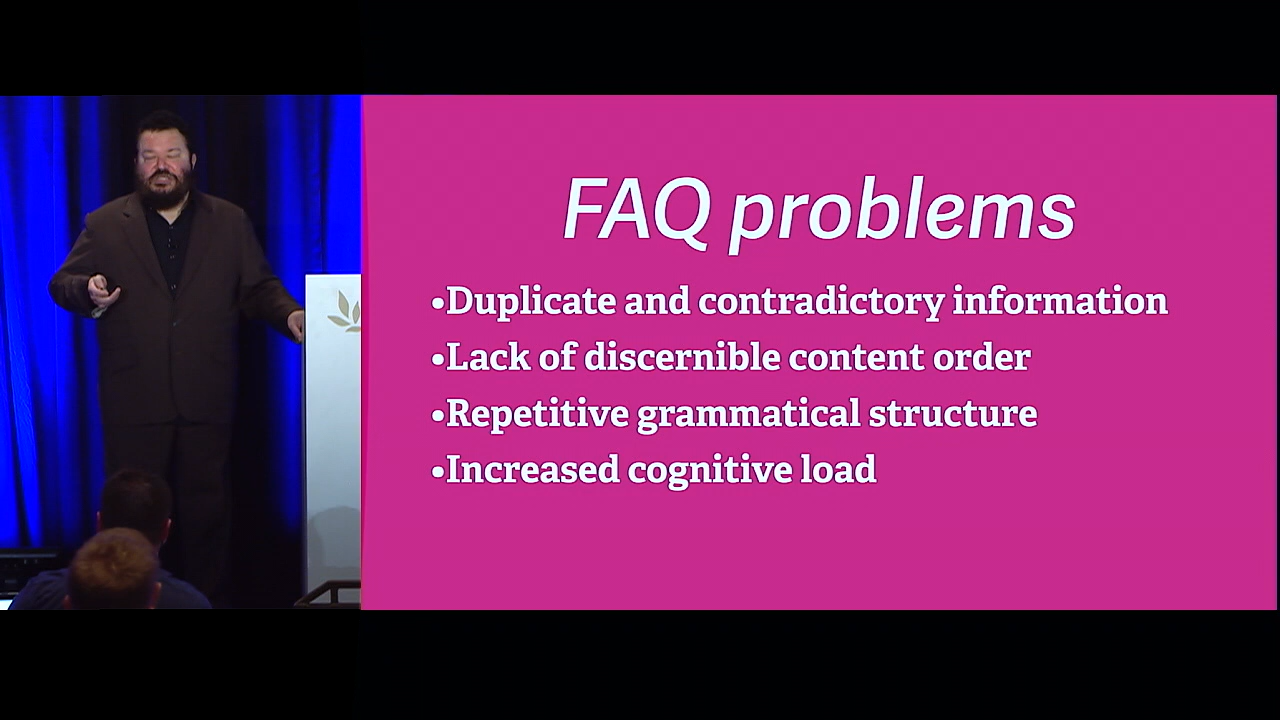 FAQ problems
•Duplicate and contradictory information
•Lack of discernible content order
•Repetitive grammatical structure
•Increased cognitive load